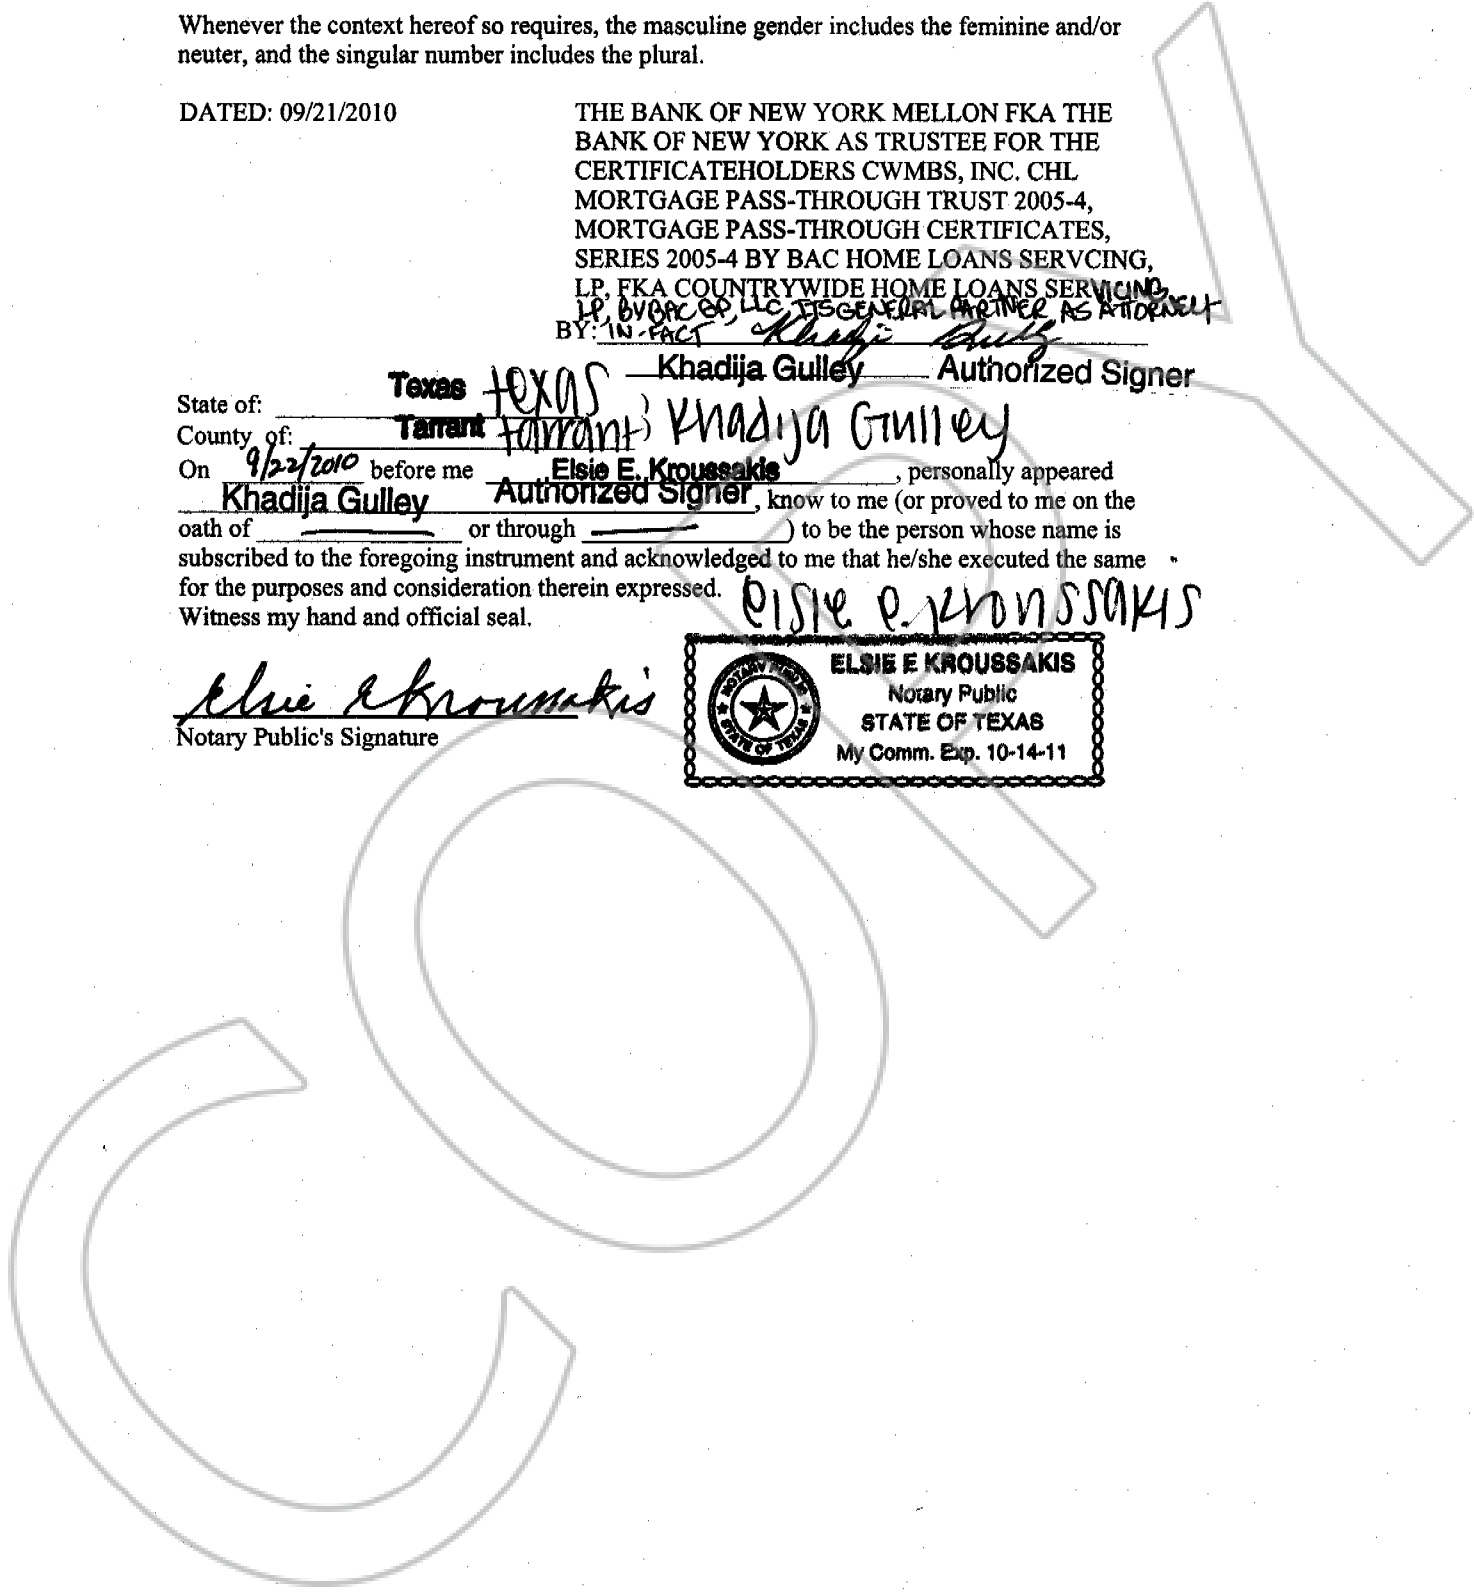 Whenever the context hereof so requires, the masculine gender includes the feminine and/or
neuter, and the singular number includes the plural.
DATED: 09/21/2010
THE BANK OF NEW YORK MELLON FKA THE
BANK OF NEW YORK AS TRUSTEE FOR THE
CERTIFICATEHOLDERS CWMBS, INC. CHL
MORTGAGE PASS-THROUGH TRUST 2005-4,
MORTGAGE PASS-THROUGH CERTIFICATES,
SERIES 2005-4 BY BAC HOME LOANS SERVCING,
LP, FKA COUNTRYWIDE HOME LOANS SERVICING
LP, BY BAC GP, LLC, ITS GENERAL PARTNER, AS ATTORNEY
BY: IN-FACT Khadija Gulley
Khadija Gulley Authorized Signer
State of: Texas texas
County of: Tarrant tarrant; Khadija Gulley
On 9/22/2010 before me Elsie E. Kroussakis, personally appeared
Khadija Gulley Authorized Signer, know to me (or proved to me on the
oath of or through ) to be the person whose name is
subscribed to the foregoing instrument and acknowledged to me that he/she executed the same
for the purposes and consideration therein expressed.
Witness my hand and official seal.
elsie e. kroussakis
Elsie E Kroussakis
Notary Public's Signature
NOTARY PUBLIC
STATE OF TEXAS
ELSIE E KROUSSAKIS
Notary Public
STATE OF TEXAS
My Comm. Exp. 10-14-11
COPY